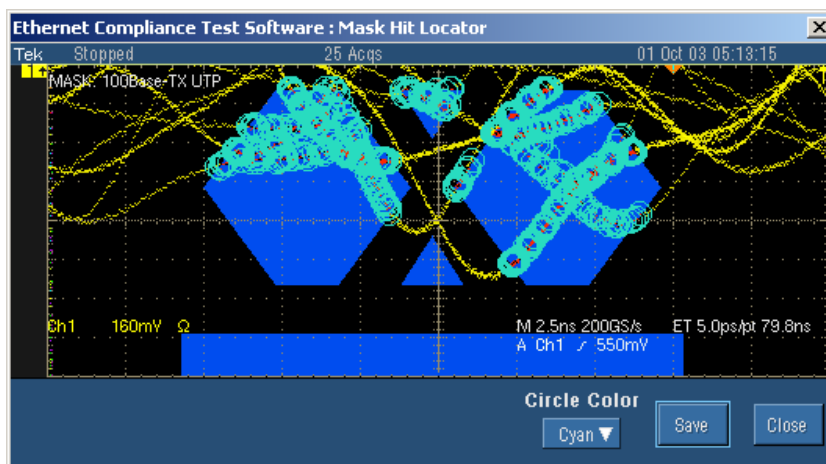 Ethernet Compliance Test Software : Mask Hit Locator
Tek Stopped 25 Acqs 01 Oct 03 05:13:15
MASK: 100Base-TX UTP
Ch1 160mV Ω M 2.5ns 200GS/s ET 5.0ps/pt 79.8ns
A Ch1 / 550mV
Circle Color
Cyan
Save
Close